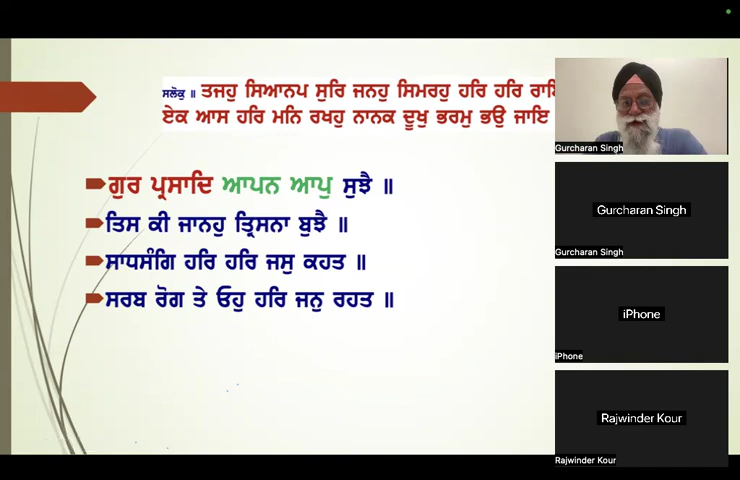 ਸਲੋਕੁ ॥ ਤਜਹੁ ਸਿਆਨਪ ਸੁਰਿ ਜਨਹੁ ਸਿਮਰਹੁ ਹਰਿ ਹਰਿ
ਏਕ ਆਸ ਹਰਿ ਮਨਿ ਰਖਹੁ ਨਾਨਕ ਦੂਖੁ ਭਰਮੁ ਭਉ ਜਾਇ
ਗੁਰ ਪ੍ਰਸਾਦਿ ਆਪਨ ਆਪੁ ਸੁਝੈ ॥
ਤਿਸ ਕੀ ਜਾਨਹੁ ਤ੍ਰਿਸਨਾ ਬੁਝੈ ॥
ਸਾਧਸੰਗਿ ਹਰਿ ਹਰਿ ਜਸੁ ਕਹਤ ॥
ਸਰਬ ਰੋਗ ਤੇ ਓਹੁ ਹਰਿ ਜਨੁ ਰਹਤ ॥
Gurcharan Singh
Gurcharan Singh
Gurcharan Singh
iPhone
iPhone
Rajwinder Kour
Rajwinder Kour